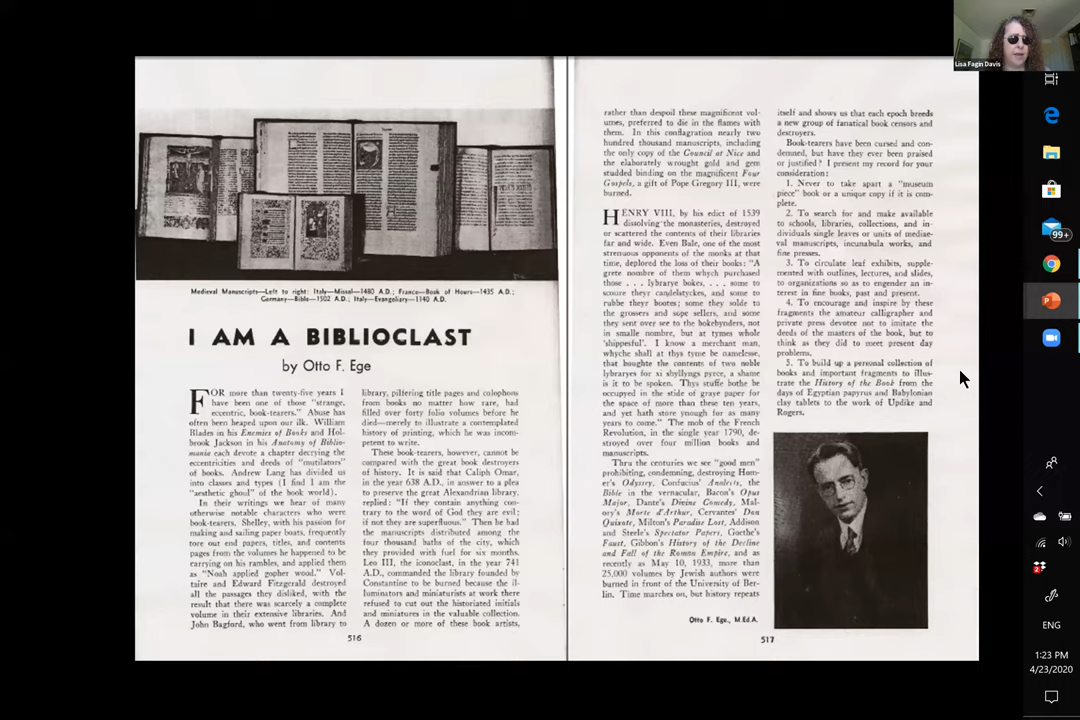 Lisa Fagin Davis
Medieval Manuscripts—Left to right: Italy—Missal—1480 A.D.; France—Book of Hours—1435 A.D.;
Germany—Bible—1502 A.D.; Italy—Evangeliary—1140 A.D.
I AM A BIBLIOCLAST
by Otto F. Ege
FOR more than twenty-five years I
have been one of those "strange,
eccentric, book-tearers." Abuse has
often been heaped upon our ilk. William
Blades in his Enemies of Books and Hol-
brook Jackson in his Anatomy of Biblio-
mania each devote a chapter decrying the
eccentricities and deeds of "mutilators"
of books. Andrew Lang has divided us
into classes and types (I find I am the
"aesthetic ghoul" of the book world).
In their writings we hear of many
otherwise notable characters who were
book-tearers. Shelley, with his passion for
making and sailing paper boats, frequently
tore out end papers, titles, and contents
pages from the volumes he happened to be
carrying on his rambles, and applied them
as "Noah applied gopher wood." Vol-
taire and Edward Fitzgerald destroyed
all the passages they disliked, with the
result that there was scarcely a complete
volume in their extensive libraries. And
John Bagford, who went from library to
library, pilfering title pages and colophons
from books no matter how rare, had
filled over forty folio volumes before he
died—merely to illustrate a contemplated
history of printing, which he was incom-
petent to write.
These book-tearers, however, cannot be
compared with the great book destroyers
of history. It is said that Caliph Omar,
in the year 638 A.D., in answer to a plea
to preserve the great Alexandrian library,
replied: "If they contain anything con-
trary to the word of God they are evil;
if not they are superfluous." Then he had
the manuscripts distributed among the
four thousand baths of the city, which
they provided with fuel for six months.
Leo III, the iconoclast, in the year 741
A.D., commanded the library founded by
Constantine to be burned because the il-
luminators and miniaturists at work there
refused to cut out the historiated initials
and miniatures in the valuable collection.
A dozen or more of these book artists,
516
rather than despoil these magnificent vol-
umes, preferred to die in the flames with
them. In this conflagration nearly two
hundred thousand manuscripts, including
the only copy of the Council at Nice and
the elaborately wrought gold and gem
studded binding on the magnificent Four
Gospels, a gift of Pope Gregory III, were
burned.
HENRY VIII, by his edict of 1539
dissolving the monasteries, destroyed
or scattered the contents of their libraries
far and wide. Even Bale, one of the most
strenuous opponents of the monks at that
time, deplored the loss of their books: "A
grete nombre of them whych purchased
those . . . lybrarye bokes, . . . some to
scoure theyr candelstyckes, and some to
rubbe theyr bootes; some they solde to
the grossers and sope sellers, and some
they sent over see to the bokebynders, not
in small nombre, but at tymes whole
'shippesful'. I know a merchant man,
whyche shall at thys tyme be namelesse,
that boughte the contents of two noble
lybraryes for xi shyllyngs pyrce, a shame
is it to be spoken. Thys stuffe bothe be
occupyed in the stide of graye paper for
the space of more than these ten years,
and yet hath store ynough for as many
years to come." The mob of the French
Revolution, in the single year 1790, de-
stroyed over four million books and
manuscripts.
Thru the centuries we see "good men"
prohibiting, condemning, destroying Hom-
er's Odyssey, Confucius' Analects, the
Bible in the vernacular, Bacon's Opus
Major, Dante's Divine Comedy, Mal-
ory's Morte d'Arthur, Cervantes' Don
Quixote, Milton's Paradise Lost, Addison
and Steele's Spectator Papers, Goethe's
Faust, Gibbon's History of the Decline
and Fall of the Roman Empire, and as
recently as May 10, 1933, more than
25,000 volumes by Jewish authors were
burned in front of the University of Ber-
lin. Time marches on, but history repeats
itself and shows us that each epoch breeds
a new group of fanatical book censors and
destroyers.
Book-tearers have been cursed and con-
demned, but have they ever been praised
or justified? I present my record for your
consideration:
1. Never to take apart a "museum
piece" book or a unique copy if it is com-
plete.
2. To search for and make available
to schools, libraries, collections, and in-
dividuals single leaves or units of mediae-
val manuscripts, incunabula works, and
fine presses.
3. To circulate leaf exhibits, supple-
mented with outlines, lectures, and slides,
to organizations so as to engender an in-
terest in fine books, past and present.
4. To encourage and inspire by these
fragments the amateur calligrapher and
private press devotee not to imitate the
deeds of the masters of the book, but to
think as they did to meet present day
problems.
5. To build up a personal collection of
books and important fragments to illus-
trate the History of the Book from the
days of Egyptian papyrus and Babylonian
clay tablets to the work of Updike and
Rogers.
Otto F. Ege, M.Ed.A.
517
99+
2
ENG
1:23 PM
4/23/2020